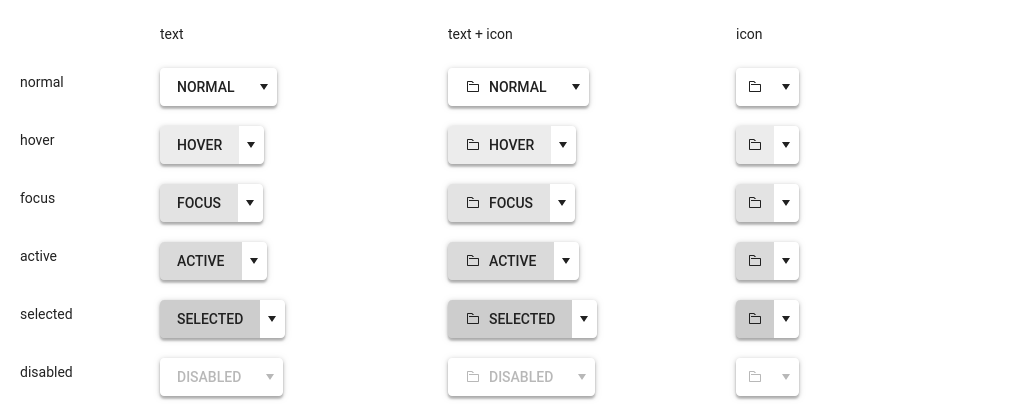 text text + icon icon
normal NORMAL NORMAL
hover HOVER HOVER
focus FOCUS FOCUS
active ACTIVE ACTIVE
selected SELECTED SELECTED
disabled DISABLED DISABLED